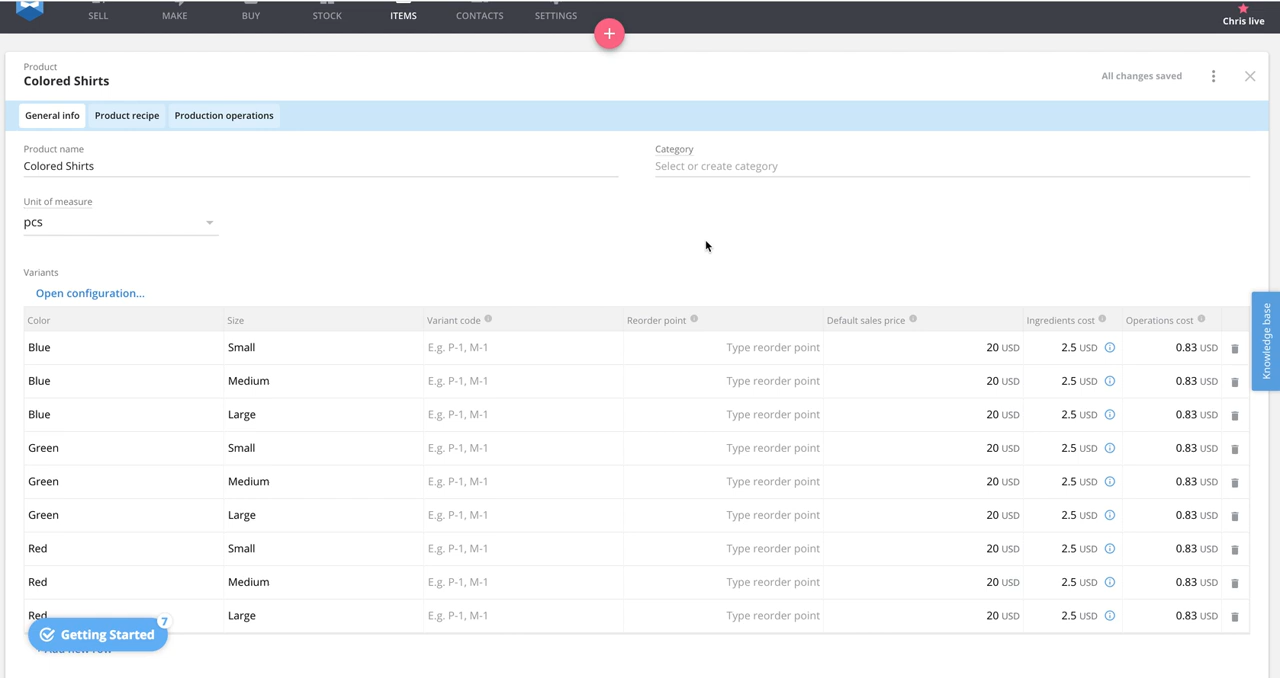 SELL MAKE BUY STOCK ITEMS CONTACTS SETTINGS
Chris live
Product
Colored Shirts
All changes saved
General info Product recipe Production operations
Product name Category
Colored Shirts Select or create category
Unit of measure
pcs
Variants
Open configuration...
Color Size Variant code Reorder point Default sales price Ingredients cost Operations cost
Blue Small E.g. P-1, M-1 Type reorder point 20 USD 2.5 USD 0.83 USD
Blue Medium E.g. P-1, M-1 Type reorder point 20 USD 2.5 USD 0.83 USD
Blue Large E.g. P-1, M-1 Type reorder point 20 USD 2.5 USD 0.83 USD
Green Small E.g. P-1, M-1 Type reorder point 20 USD 2.5 USD 0.83 USD
Green Medium E.g. P-1, M-1 Type reorder point 20 USD 2.5 USD 0.83 USD
Green Large E.g. P-1, M-1 Type reorder point 20 USD 2.5 USD 0.83 USD
Red Small E.g. P-1, M-1 Type reorder point 20 USD 2.5 USD 0.83 USD
Red Medium E.g. P-1, M-1 Type reorder point 20 USD 2.5 USD 0.83 USD
Red Large E.g. P-1, M-1 Type reorder point 20 USD 2.5 USD 0.83 USD
Getting Started 7
+ Add new row
Knowledge base